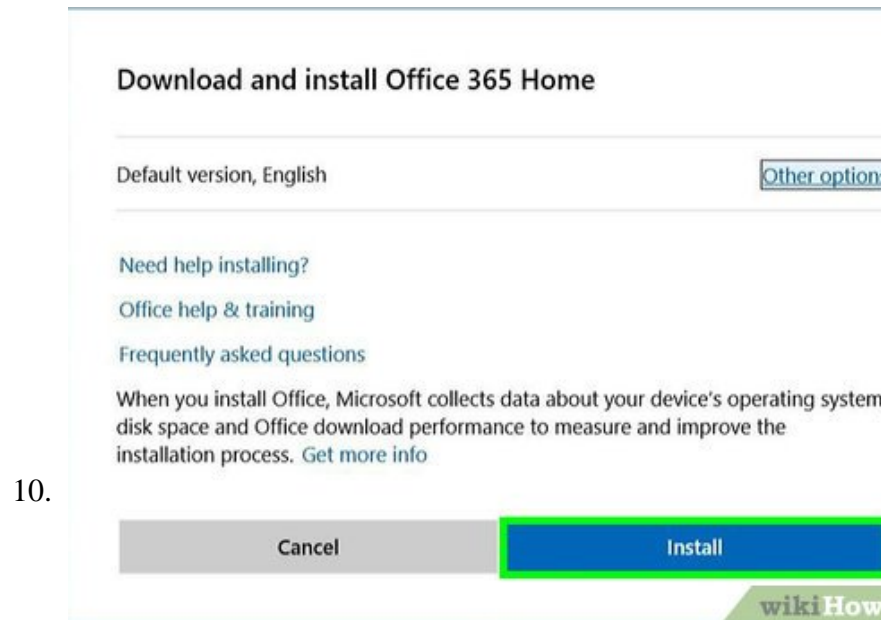 Download and install Office 365 Home
Default version, English
Other option
Need help installing?
Office help & training
Frequently asked questions
When you install Office, Microsoft collects data about your device's operating system
disk space and Office download performance to measure and improve the
installation process. Get more info
10.
Cancel
Install
wikiHow